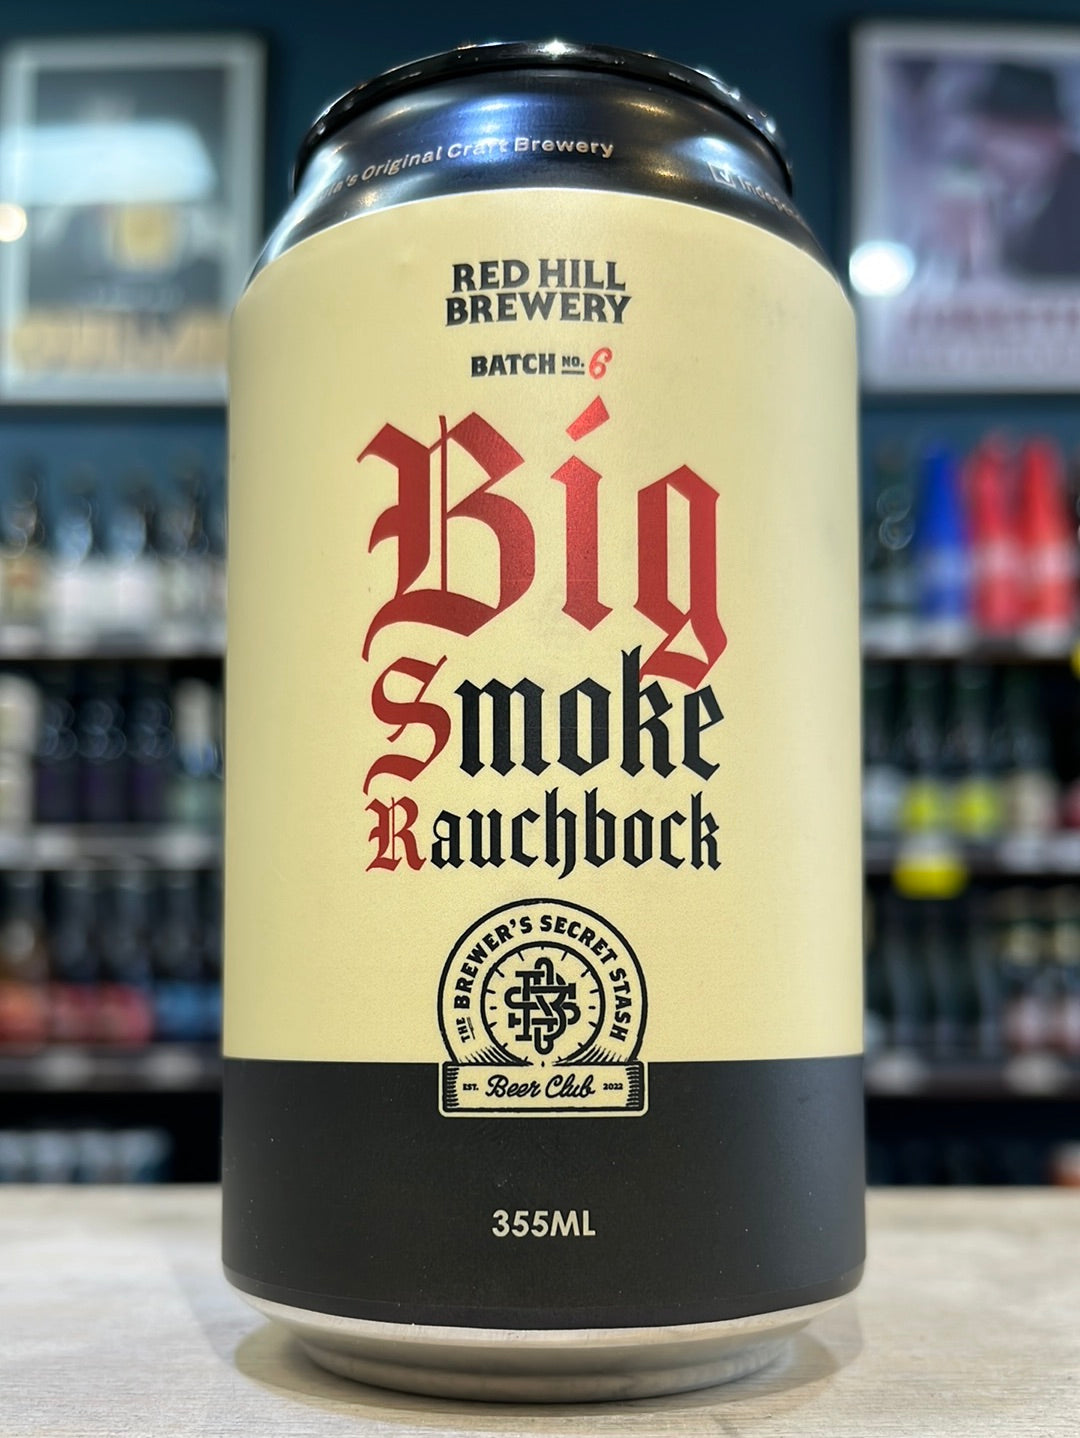 Original Craft Brewery
RED HILL
BREWERY
BATCH NO. 6
Big
Smoke
Rauchbock
THE BREWER'S SECRET STASH
EST. Beer Club 2022
355ML